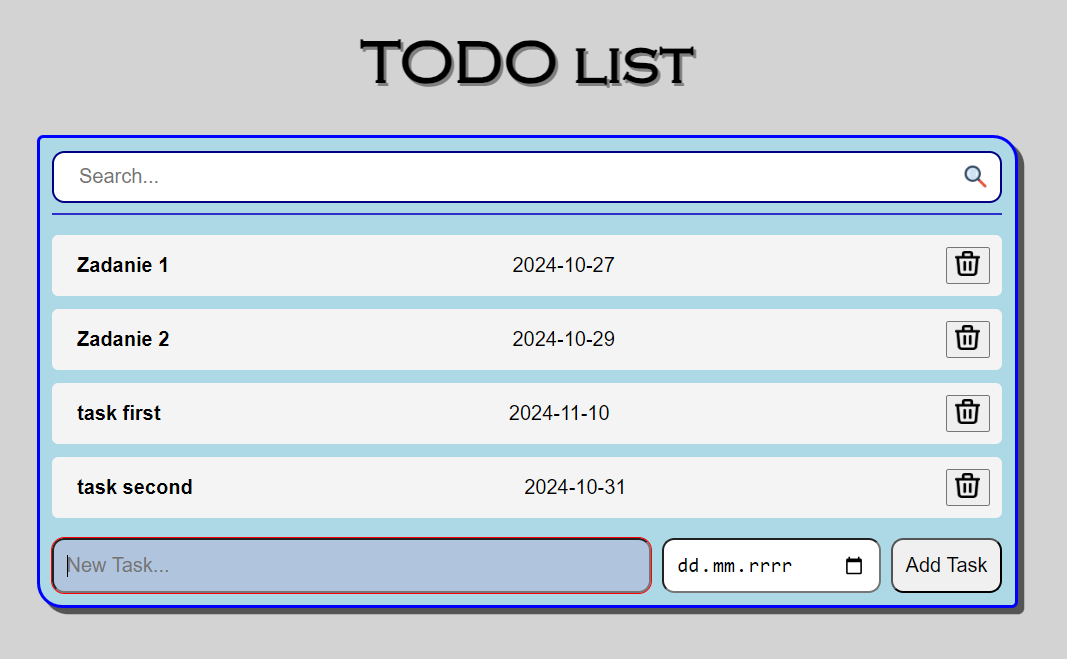 TODO LIST
Search...
Zadanie 1 2024-10-27
Zadanie 2 2024-10-29
task first 2024-11-10
task second 2024-10-31
New Task... dd.mm.rrrr Add Task